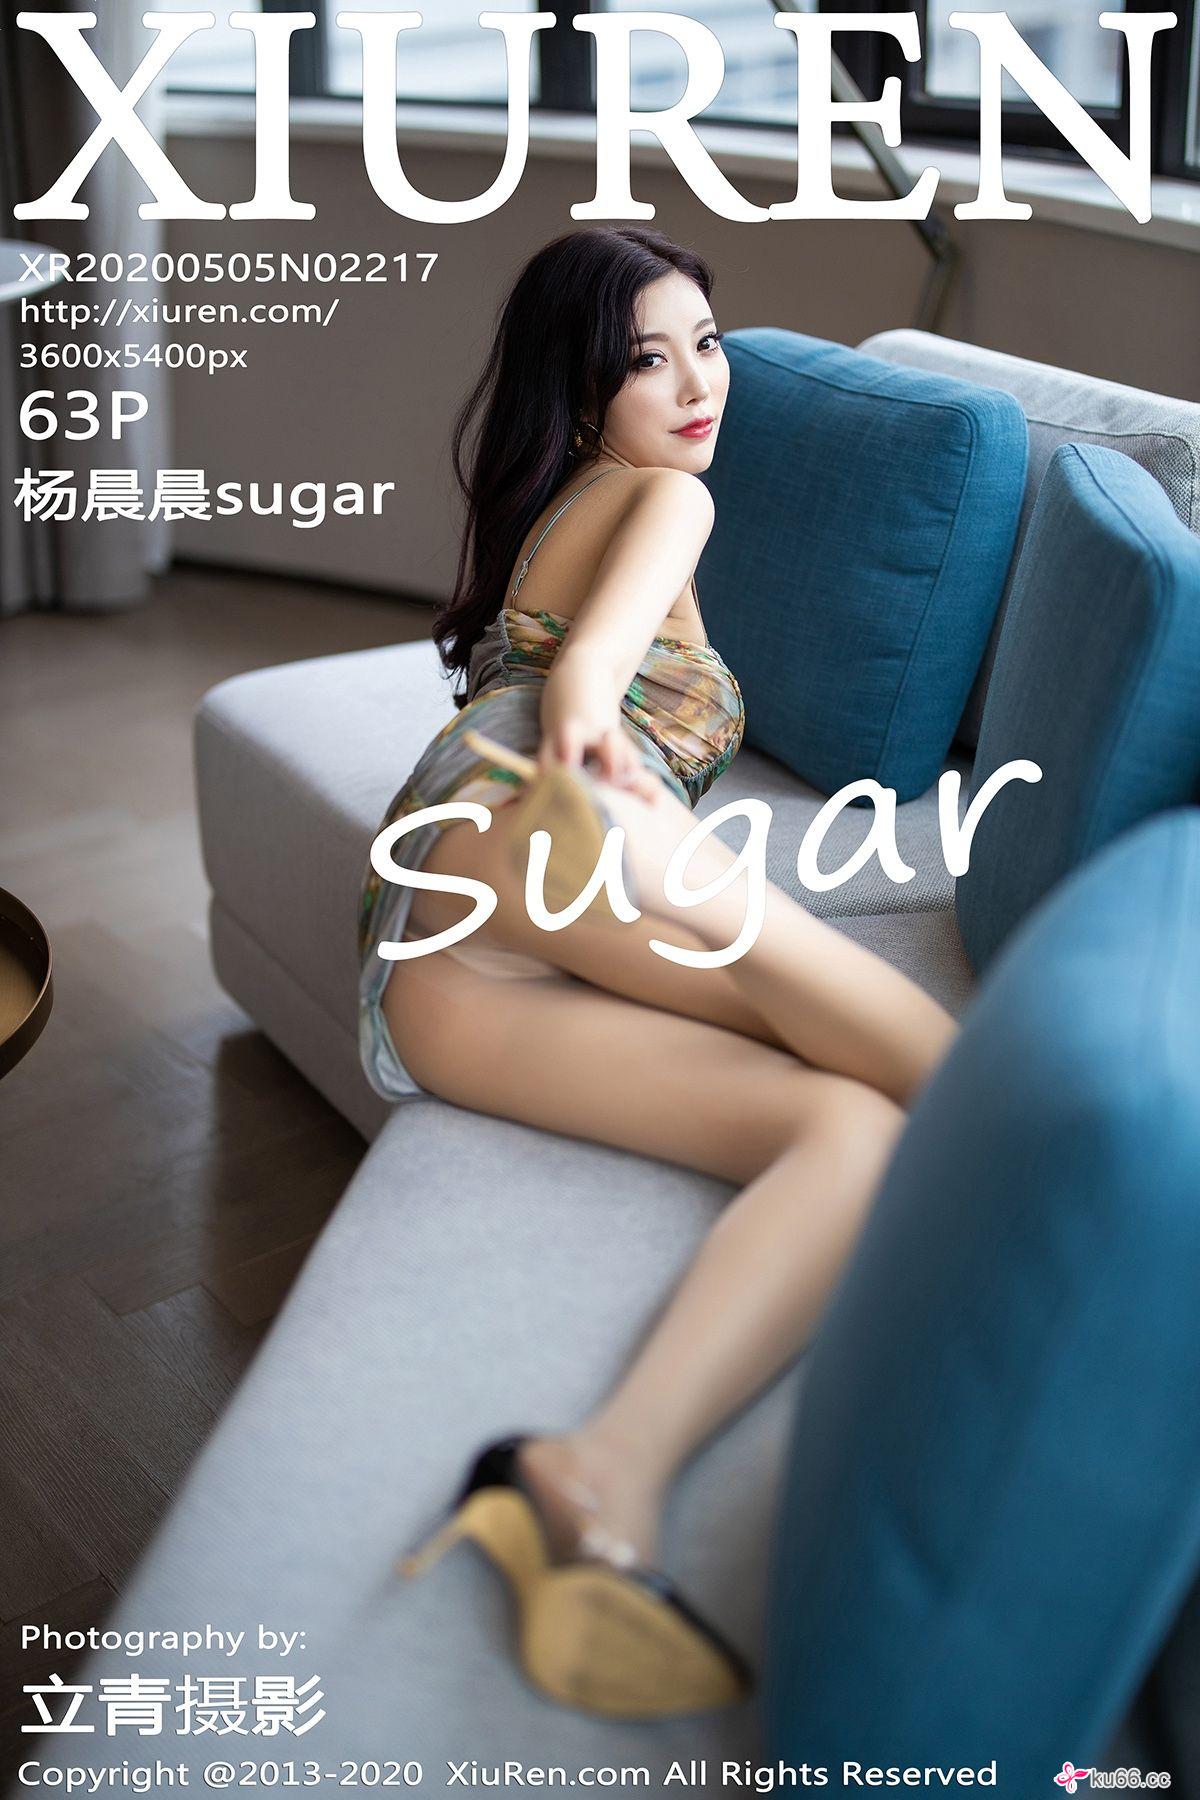 XIUREN
XR20200505N02217
http://xiuren.com/
3600x5400px
63P
杨晨晨sugar
sugar
Photography by:
立青摄影
Copyright @2013-2020 XiuRen.com All Rights Reserved
ku66.cc